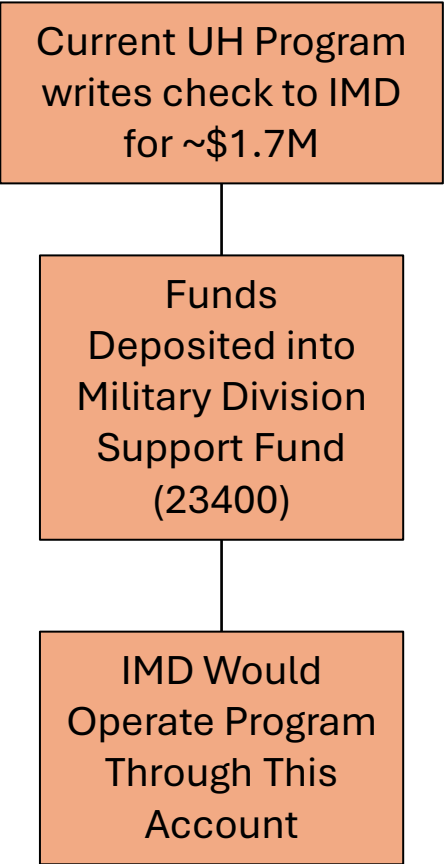 Current UH Program
writes check to IMD
for ~$1.7M
Funds
Deposited into
Military Division
Support Fund
(23400)
IMD Would
Operate Program
Through This
Account